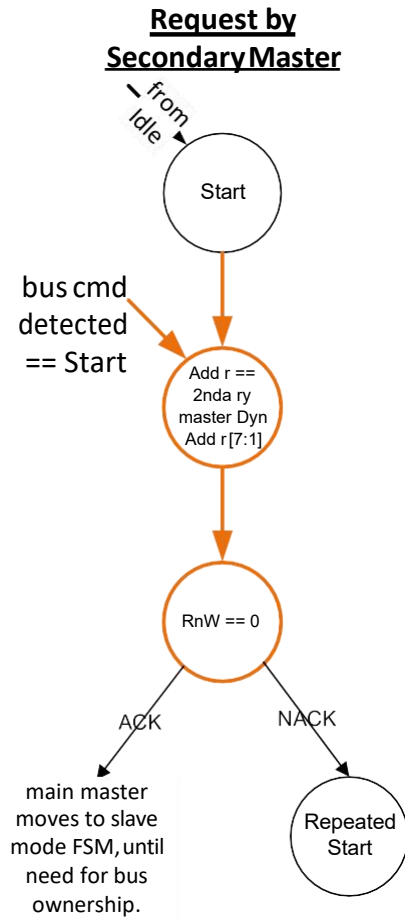 Request by
Secondary Master
from
Idle
Start
bus cmd
detected
== Start
Add r ==
2nda ry
master Dyn
Add r [7:1]
RnW == 0
ACK
NACK
main master
moves to slave
mode FSM, until
need for bus
ownership.
Repeated
Start